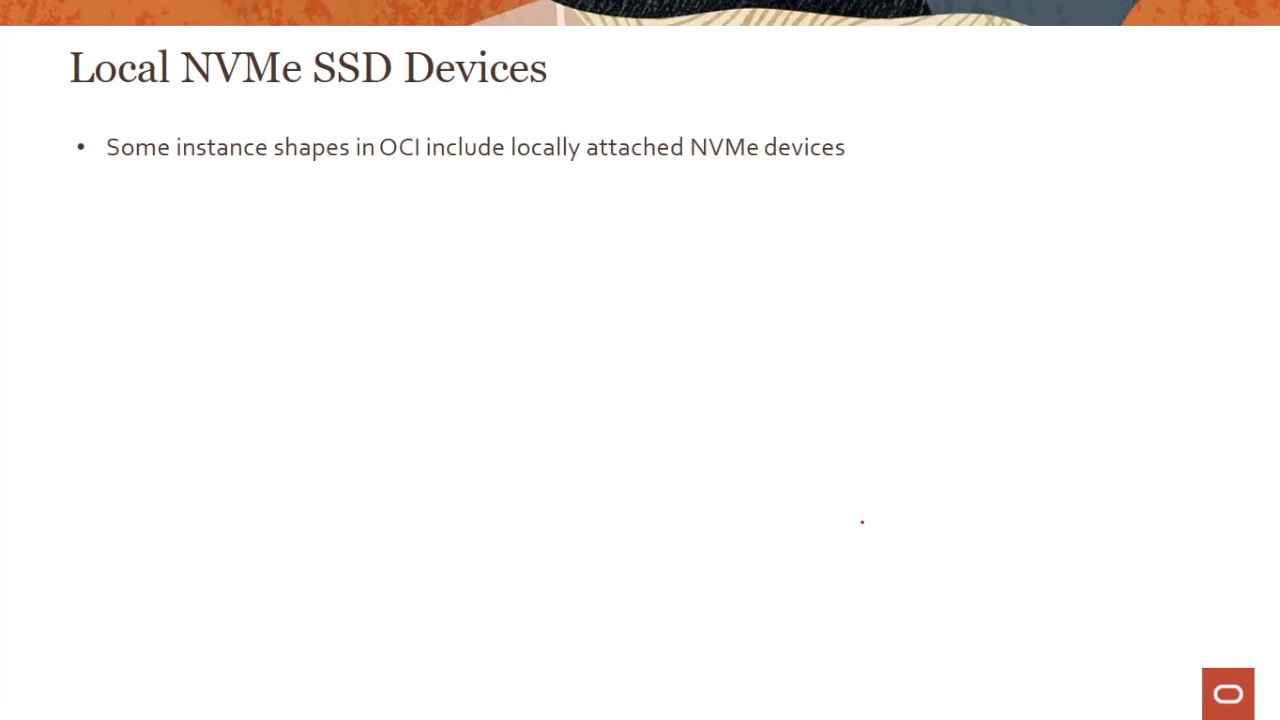 Local NVMe SSD Devices
• Some instance shapes in OCI include locally attached NVMe devices